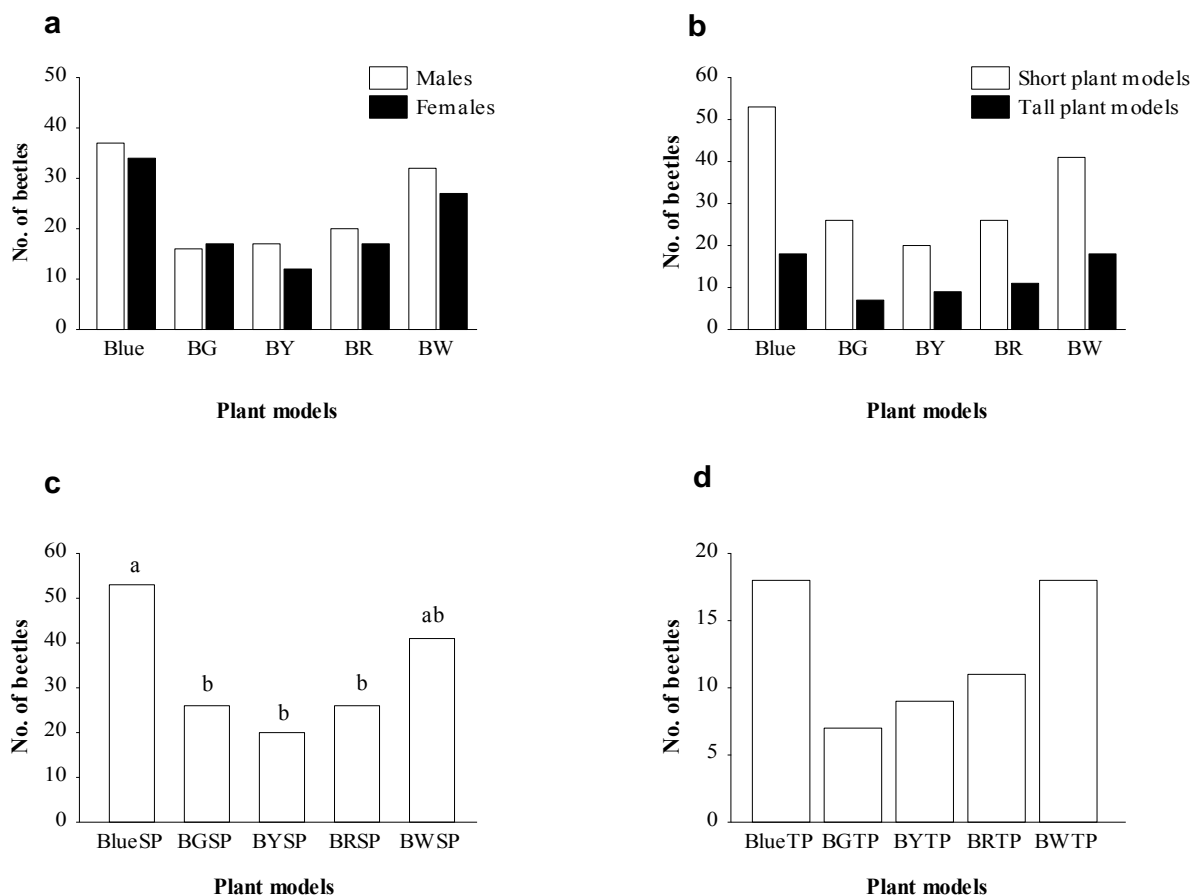 a
50
40
30
20
10
0
No. of beetles
Males
Females
Blue BG BY BR BW
Plant models
b
60
50
40
30
20
10
0
No. of beetles
Short plant models
Tall plant models
Blue BG BY BR BW
Plant models
c
60
50
40
30
20
10
0
No. of beetles
a
b
b
b
ab
BlueSP BGSP BYSP BRSP BWSP
Plant models
d
20
15
10
5
0
No. of beetles
BlueTP BGTP BYTP BRTP BWTP
Plant models